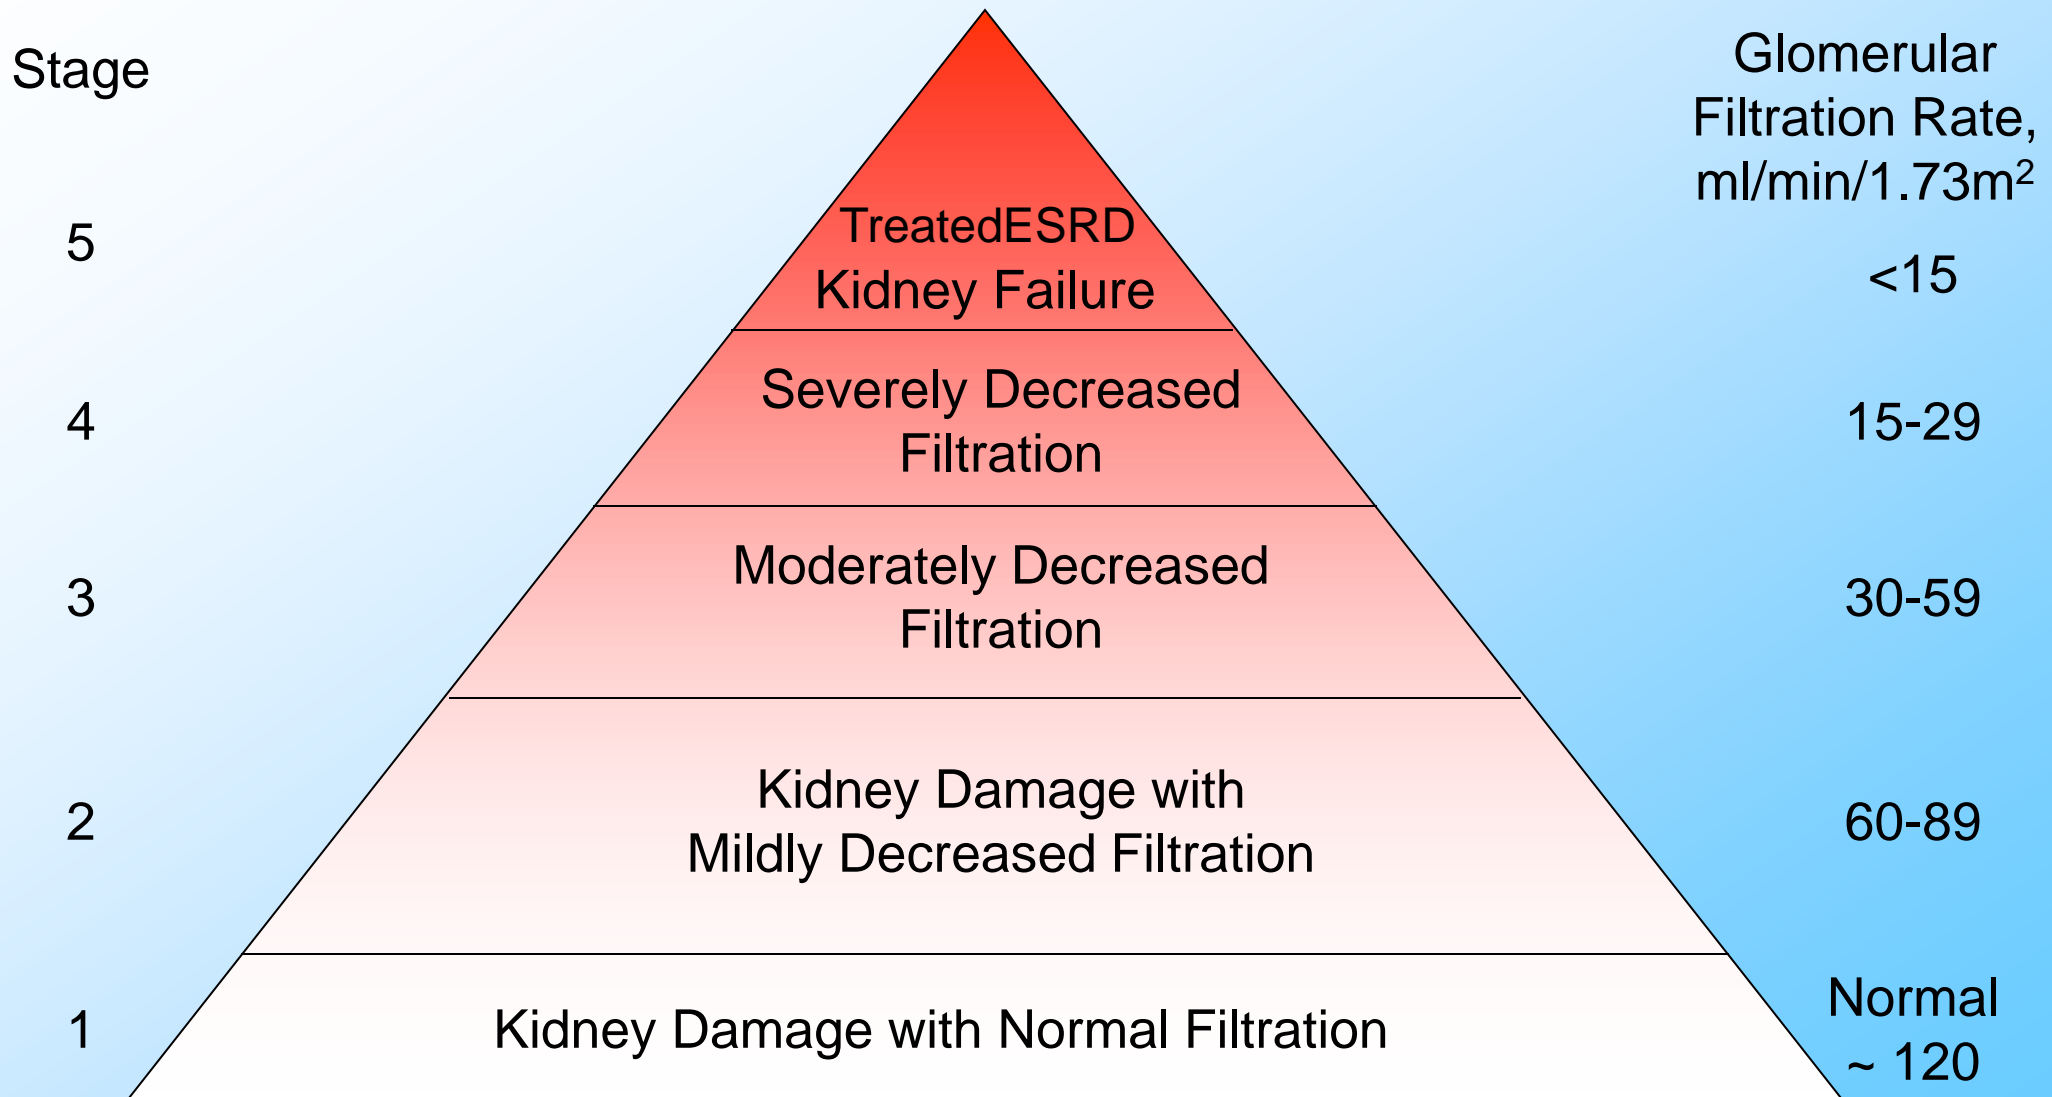 Stage
Glomerular
Filtration Rate,
ml/min/1.73m²
5
TreatedESRD
Kidney Failure
<15
4
Severely Decreased
Filtration
15-29
3
Moderately Decreased
Filtration
30-59
2
Kidney Damage with
Mildly Decreased Filtration
60-89
1
Kidney Damage with Normal Filtration
Normal
~ 120